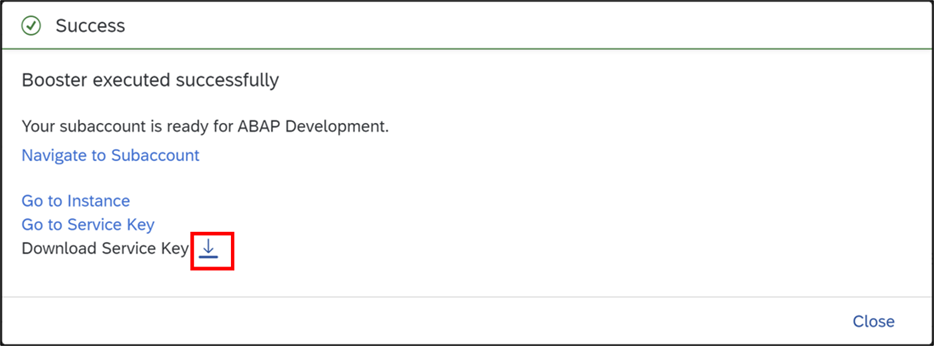 Success
Booster executed successfully
Your subaccount is ready for ABAP Development.
Navigate to Subaccount
Go to Instance
Go to Service Key
Download Service Key
Close